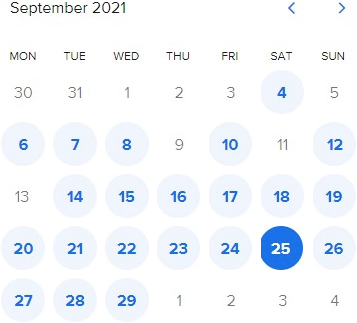 September 2021
MON TUE WED THU FRI SAT SUN
30 31 1 2 3 4 5
6 7 8 9 10 11 12
13 14 15 16 17 18 19
20 21 22 23 24 25 26
27 28 29 1 2 3 4